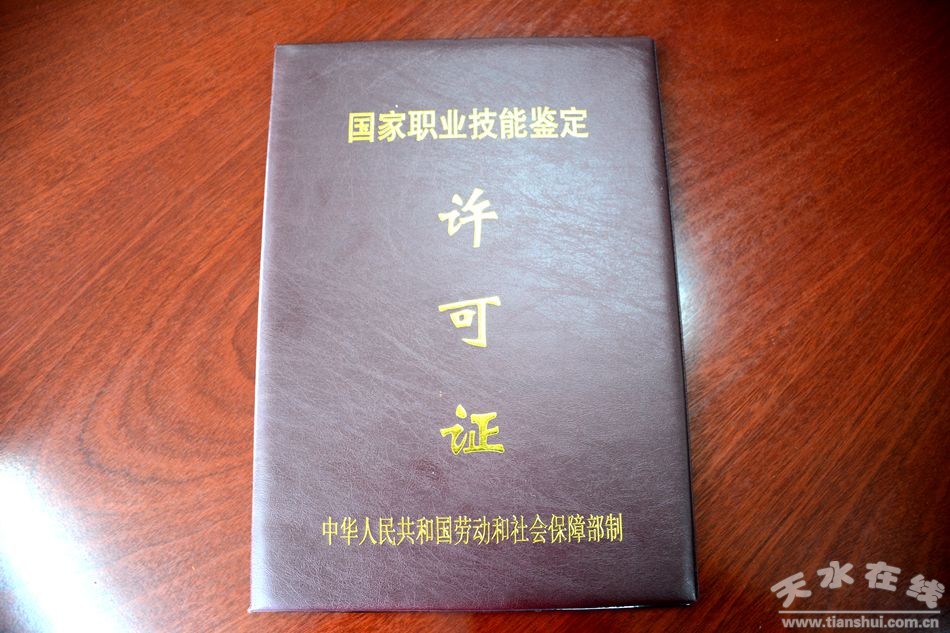 国家职业技能鉴定
许
可
证
中华人民共和国劳动和社会保障部制
天水在线
www.tianshui.com.cn